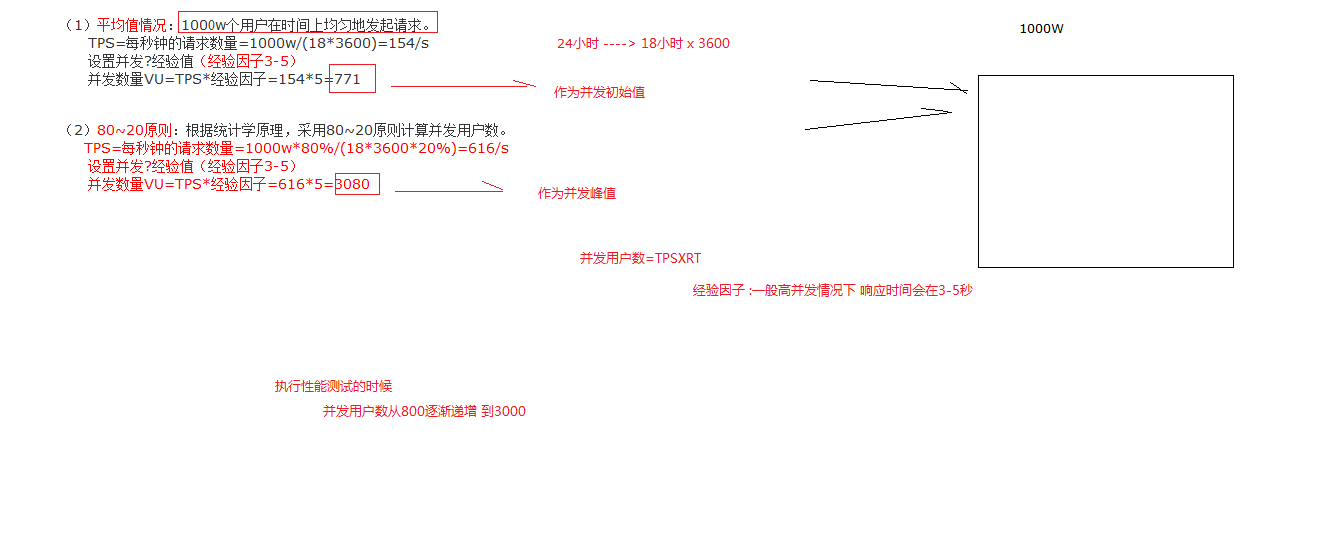 （1）平均值情况：1000w个用户在时间上均匀地发起请求。
1000W
TPS=每秒钟的请求数量=1000w/(18*3600)=154/s
24小时 ----> 18小时 x 3600
设置并发?经验值（经验因子3-5）
并发数量VU=TPS*经验因子=154*5=771
作为并发初始值
（2）80~20原则：根据统计学原理，采用80~20原则计算并发用户数。
TPS=每秒钟的请求数量=1000w*80%/(18*3600*20%)=616/s
设置并发?经验值（经验因子3-5）
并发数量VU=TPS*经验因子=616*5=3080
作为并发峰值
并发用户数=TPSXRT
经验因子 :一般高并发情况下 响应时间会在3-5秒
执行性能测试的时候
并发用户数从800逐渐递增 到3000